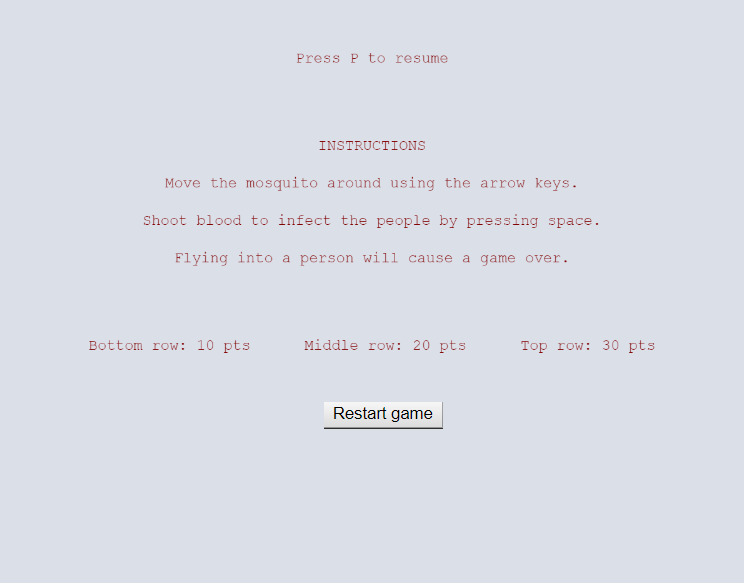 Press P to resume
INSTRUCTIONS
Move the mosquito around using the arrow keys.
Shoot blood to infect the people by pressing space.
Flying into a person will cause a game over.
Bottom row: 10 pts Middle row: 20 pts Top row: 30 pts
Restart game